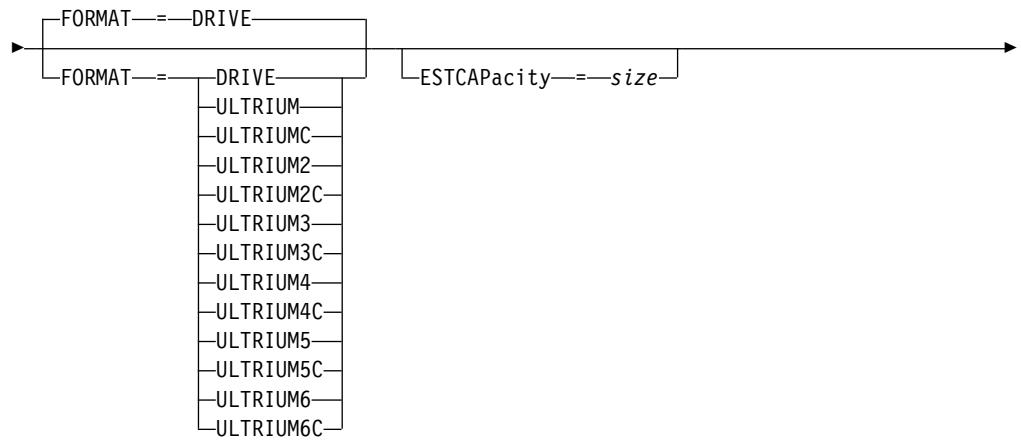 FORMAT = DRIVE
FORMAT = DRIVE ESTCAPacity = size
ULTRIUM
ULTRIUMC
ULTRIUM2
ULTRIUM2C
ULTRIUM3
ULTRIUM3C
ULTRIUM4
ULTRIUM4C
ULTRIUM5
ULTRIUM5C
ULTRIUM6
ULTRIUM6C